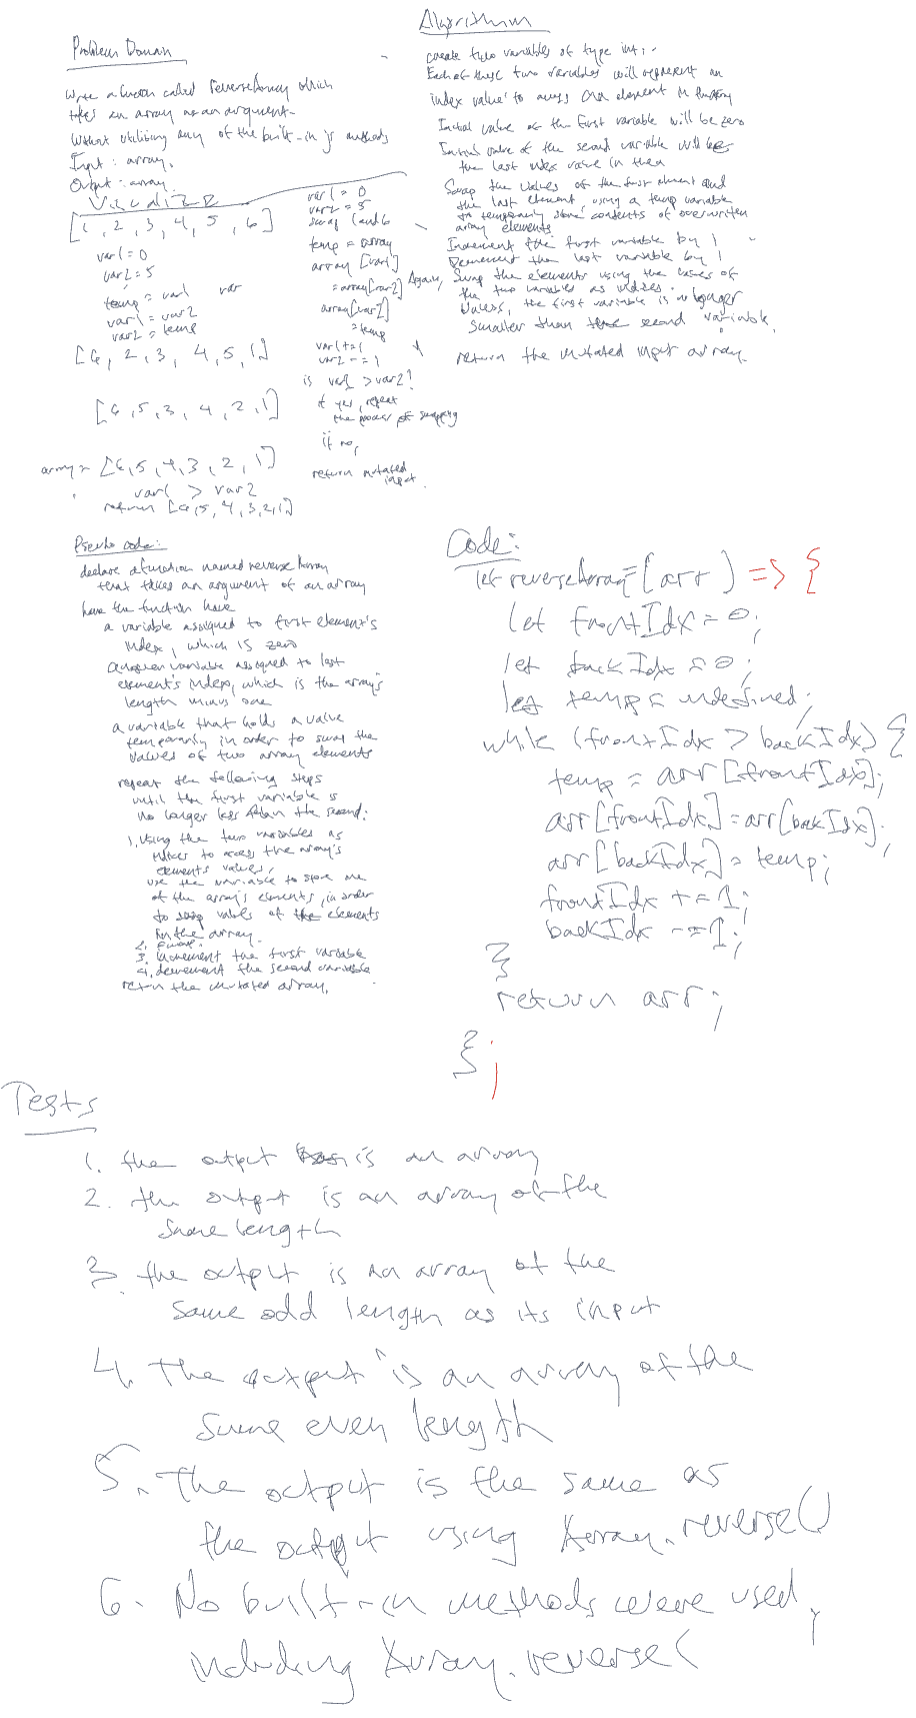 Problem Domain
Write a function called reverseArray which
takes an array as an argument.
Without utilizing any of the built-in js methods
Input: array.
Output: array.
Visualize
[1, 2, 3, 4, 5, 6]
var1 = 0
var2 = 5
temp = var1 var
var1 = var2
var2 = temp
[6, 2, 3, 4, 5, 1]
[6, 5, 3, 4, 2, 1]
array = [6, 5, 4, 3, 2, 1]
var1 > var2
return [6, 5, 4, 3, 2, 1]
var1 = 0
var2 = 5
swap 1 and 6
temp = array
array [var1]
= array[var2]
array[var2]
= temp
var1 += 1
var2 -= 1
is var1 > var2?
if yes, repeat
the process of swapping
if no,
return mutated
input.
Algorithm
create two variables of type int:
Each of these two variables will represent an
index value to access one element in the array
Initial value of the first variable will be zero
Initial value of the second variable will be
the last index value in the
Swap the values of the first element and
the last element, using a temp variable
to temporarily store contents of overwritten
array elements
Increment the first variable by 1
Decrement the last variable by 1
Again, Swap the elements using the values of
the two variables as indices.
Unless, the first variable is no longer
smaller than the second variable.
return the mutated input array.
Pseudo code:
declare a function named reverse Array
that takes an argument of an array
have the function have
a variable assigned to first element's
index, which is zero
another variable assigned to last
element's index, which is the array's
length minus one
a variable that holds a value
temporarily in order to swap the
values of two array elements
repeat the following steps
until the first variable is
no longer less than the second:
1. Using the two variables as
indices to access the array's
elements values,
use the variable to store one
of the array's elements, in order
to swap values of the elements
in the array.
2.
3. increment the first variable
4. decrement the second variable
return the mutated array.
Code:
let reverseArray = (arr) => {
let frontIdx = 0;
let backIdx = 0;
let temp = undefined;
while (frontIdx > backIdx) {
temp = arr[frontIdx];
arr[frontIdx] = arr[backIdx];
arr[backIdx] = temp;
frontIdx += 1;
backIdx -= 1;
}
return arr;
};
Tests
1. the output is an array
2. the output is an array of the
same length
3. the output is an array of the
same odd length as its input
4. The output is an array of the
same even length
5. The output is the same as
the output using Array.reverse()
6. No built-in methods were used,
including Array.reverse(